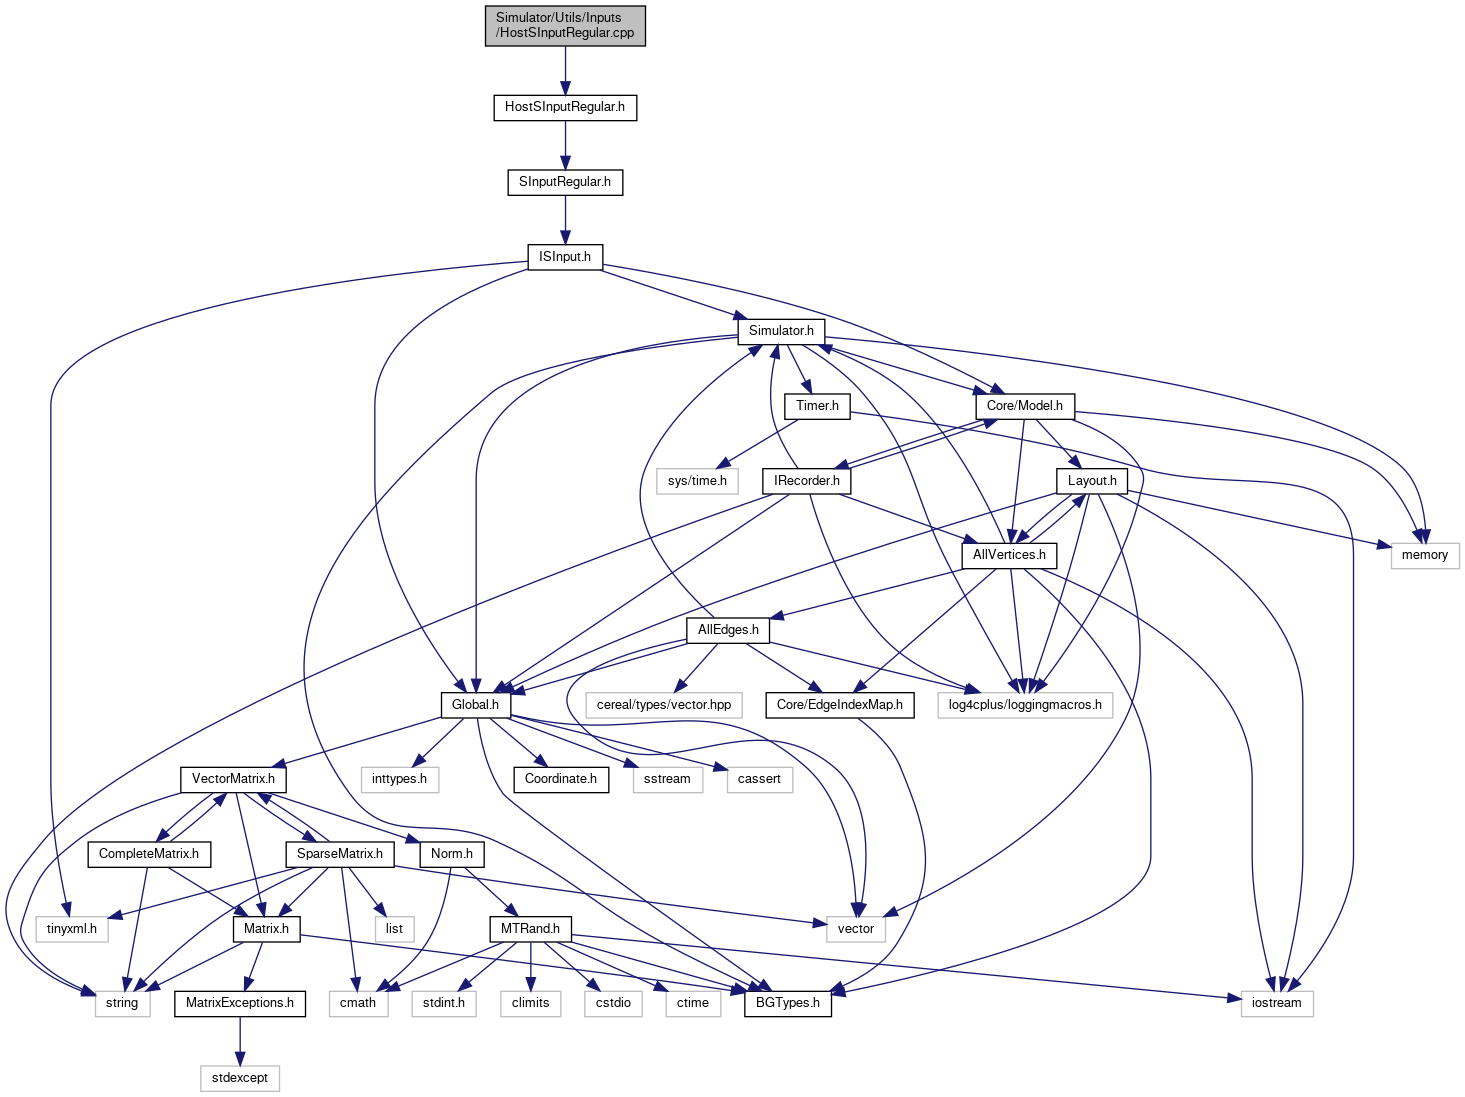 Simulator/Utils/Inputs
/HostSInputRegular.cpp
HostSInputRegular.h
SInputRegular.h
ISInput.h
Simulator.h
Timer.h
Core/Model.h
sys/time.h
IRecorder.h
Layout.h
AllVertices.h
memory
AllEdges.h
Global.h
cereal/types/vector.hpp
Core/EdgeIndexMap.h
log4cplus/loggingmacros.h
VectorMatrix.h
inttypes.h
Coordinate.h
sstream
cassert
CompleteMatrix.h
SparseMatrix.h
Norm.h
tinyxml.h
Matrix.h
list
MTRand.h
vector
string
MatrixExceptions.h
cmath
stdint.h
climits
cstdio
ctime
BGTypes.h
iostream
stdexcept